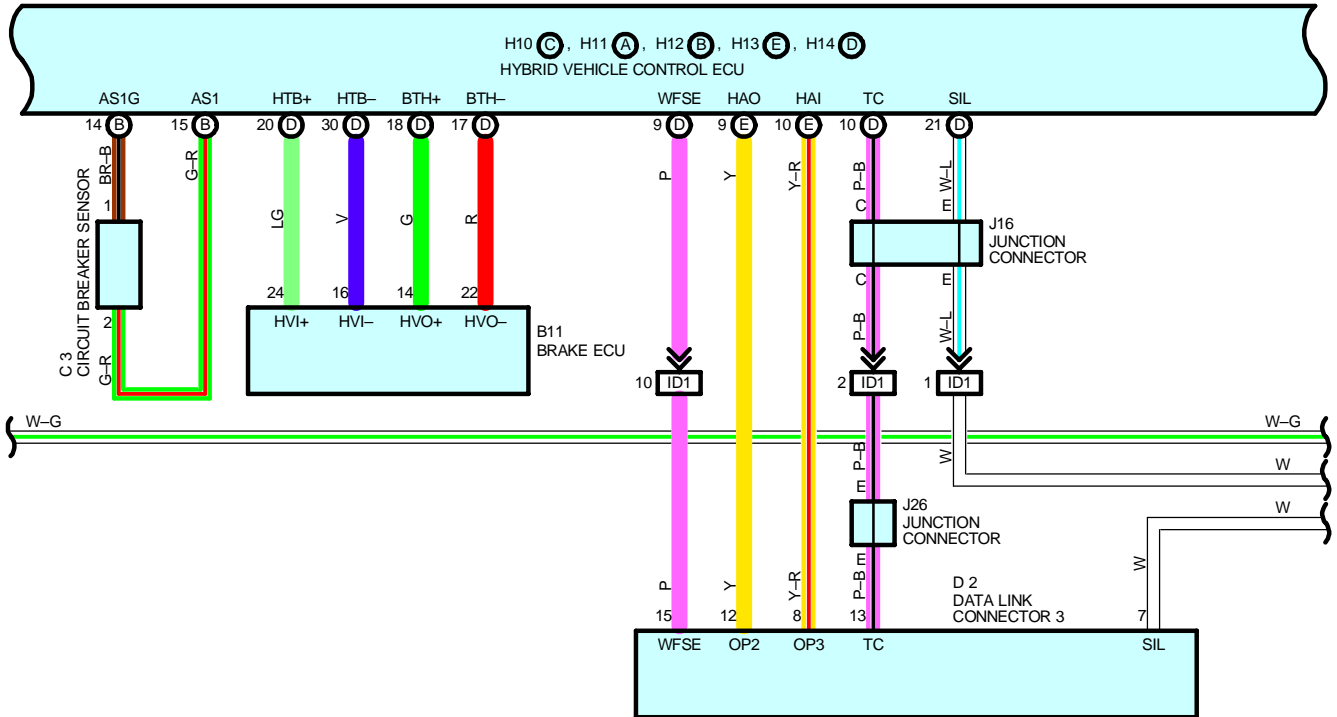 H10 C , H11 A , H12 B , H13 E , H14 D
HYBRID VEHICLE CONTROL ECU
AS1G AS1 HTB+ HTB– BTH+ BTH– WFSE HAO HAI TC SIL
14 B 15 B 20 D 30 D 18 D 17 D 9 D 9 E 10 E 10 D 21 D
BR–B G–R LG V G R P Y Y–R P–B W–L
1 C E
J16
JUNCTION
CONNECTOR
C 3
CIRCUIT BREAKER SENSOR
2 G–R
24 16 14 22
HVI+ HVI– HVO+ HVO–
B11
BRAKE ECU
C E
P–B W–L
10 ID1 2 ID1 1 ID1
W–G W–G
P–B W W
E
J26
JUNCTION
CONNECTOR
W
E
P Y Y–R P–B W
D 2
DATA LINK
CONNECTOR 3
15 12 8 13 7
WFSE OP2 OP3 TC SIL